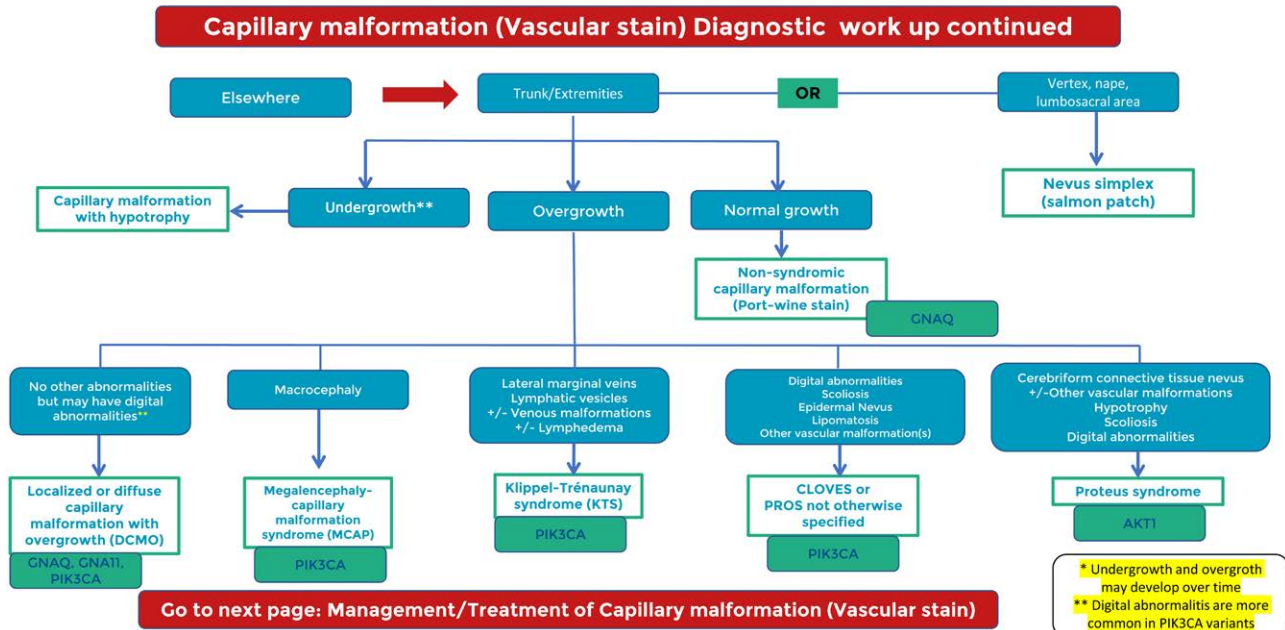 Capillary malformation (Vascular stain) Diagnostic work up continued
Elsewhere
Trunk/Extremities
OR
Vertex, nape,
lumbosacral area
Capillary malformation
with hypotrophy
Undergrowth**
Overgrowth
Normal growth
Nevus simplex
(salmon patch)
Non-syndromic
capillary malformation
(Port-wine stain)
GNAQ
No other abnormalities
but may have digital
abnormalities**
Macrocephaly
Lateral marginal veins
Lymphatic vesicles
+/- Venous malformations
+/- Lymphedema
Digital abnormalities
Scoliosis
Epidermal Nevus
Lipomatosis
Other vascular malformation(s)
Cerebriform connective tissue nevus
+/-Other vascular malformations
Hypotrophy
Scoliosis
Digital abnormalities
Localized or diffuse
capillary
malformation with
overgrowth (DCMO)
GNAQ, GNA11,
PIK3CA
Megalencephaly-
capillary
malformation
syndrome (MCAP)
PIK3CA
Klippel-Trénaunay
syndrome (KTS)
PIK3CA
CLOVES or
PROS not otherwise
specified
PIK3CA
Proteus syndrome
AKT1
* Undergrowth and overgroth
may develop over time
** Digital abnormalitis are more
common in PIK3CA variants
Go to next page: Management/Treatment of Capillary malformation (Vascular stain)